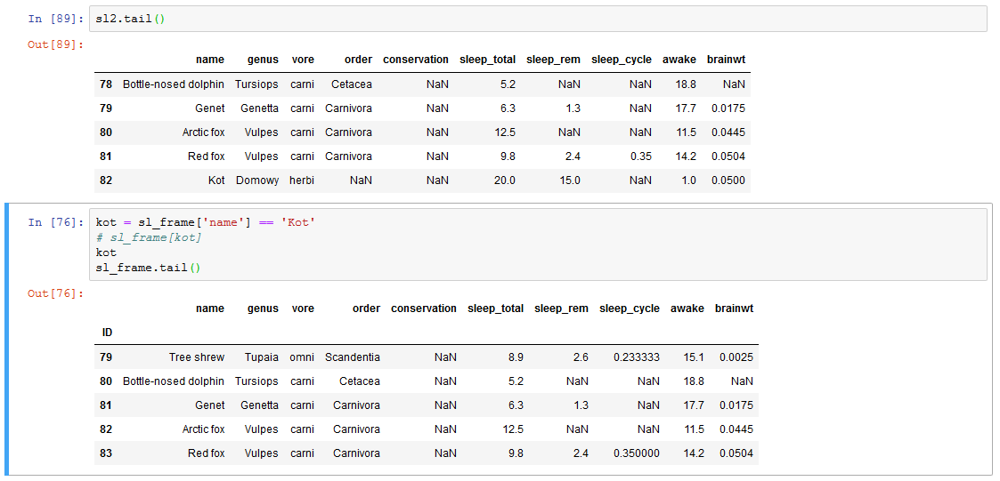 In [89]: sl2.tail()
Out[89]:
name genus vore order conservation sleep_total sleep_rem sleep_cycle awake brainwt
78 Bottle-nosed dolphin Tursiops carni Cetacea NaN 5.2 NaN NaN 18.8 NaN
79 Genet Genetta carni Carnivora NaN 6.3 1.3 NaN 17.7 0.0175
80 Arctic fox Vulpes carni Carnivora NaN 12.5 NaN NaN 11.5 0.0445
81 Red fox Vulpes carni Carnivora NaN 9.8 2.4 0.35 14.2 0.0504
82 Kot Domowy herbi NaN NaN 20.0 15.0 NaN 1.0 0.0500
In [76]: kot = sl_frame['name'] == 'Kot'
# sl_frame[kot]
kot
sl_frame.tail()
Out[76]:
name genus vore order conservation sleep_total sleep_rem sleep_cycle awake brainwt
ID
79 Tree shrew Tupaia omni Scandentia NaN 8.9 2.6 0.233333 15.1 0.0025
80 Bottle-nosed dolphin Tursiops carni Cetacea NaN 5.2 NaN NaN 18.8 NaN
81 Genet Genetta carni Carnivora NaN 6.3 1.3 NaN 17.7 0.0175
82 Arctic fox Vulpes carni Carnivora NaN 12.5 NaN NaN 11.5 0.0445
83 Red fox Vulpes carni Carnivora NaN 9.8 2.4 0.350000 14.2 0.0504